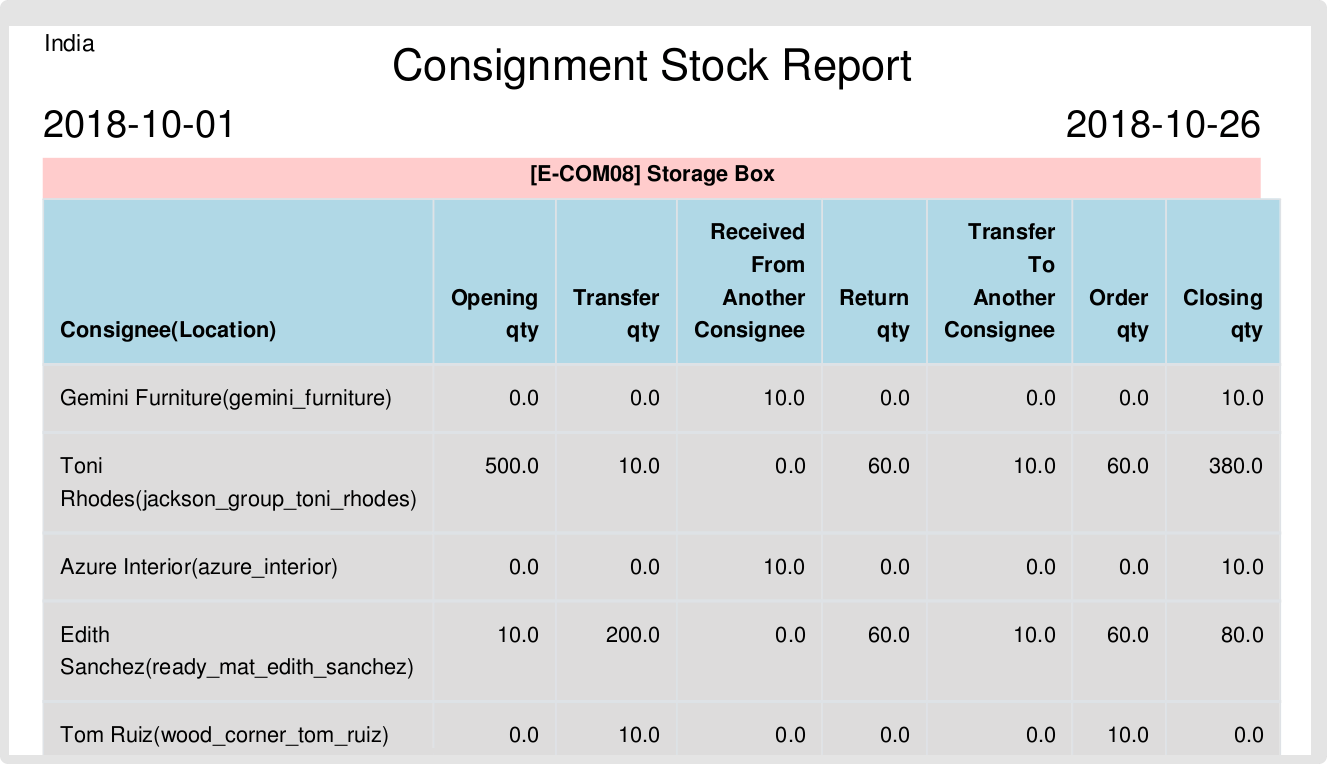 India
Consignment Stock Report
2018-10-01 2018-10-26
[E-COM08] Storage Box
Consignee(Location) Opening qty Transfer qty Received From Another Consignee Return qty Transfer To Another Consignee Order qty Closing qty
Gemini Furniture(gemini_furniture) 0.0 0.0 10.0 0.0 0.0 0.0 10.0
Toni 500.0 10.0 0.0 60.0 10.0 60.0 380.0
Rhodes(jackson_group_toni_rhodes)
Azure Interior(azure_interior) 0.0 0.0 10.0 0.0 0.0 0.0 10.0
Edith 10.0 200.0 0.0 60.0 10.0 60.0 80.0
Sanchez(ready_mat_edith_sanchez)
Tom Ruiz(wood_corner_tom_ruiz) 0.0 10.0 0.0 0.0 0.0 10.0 0.0